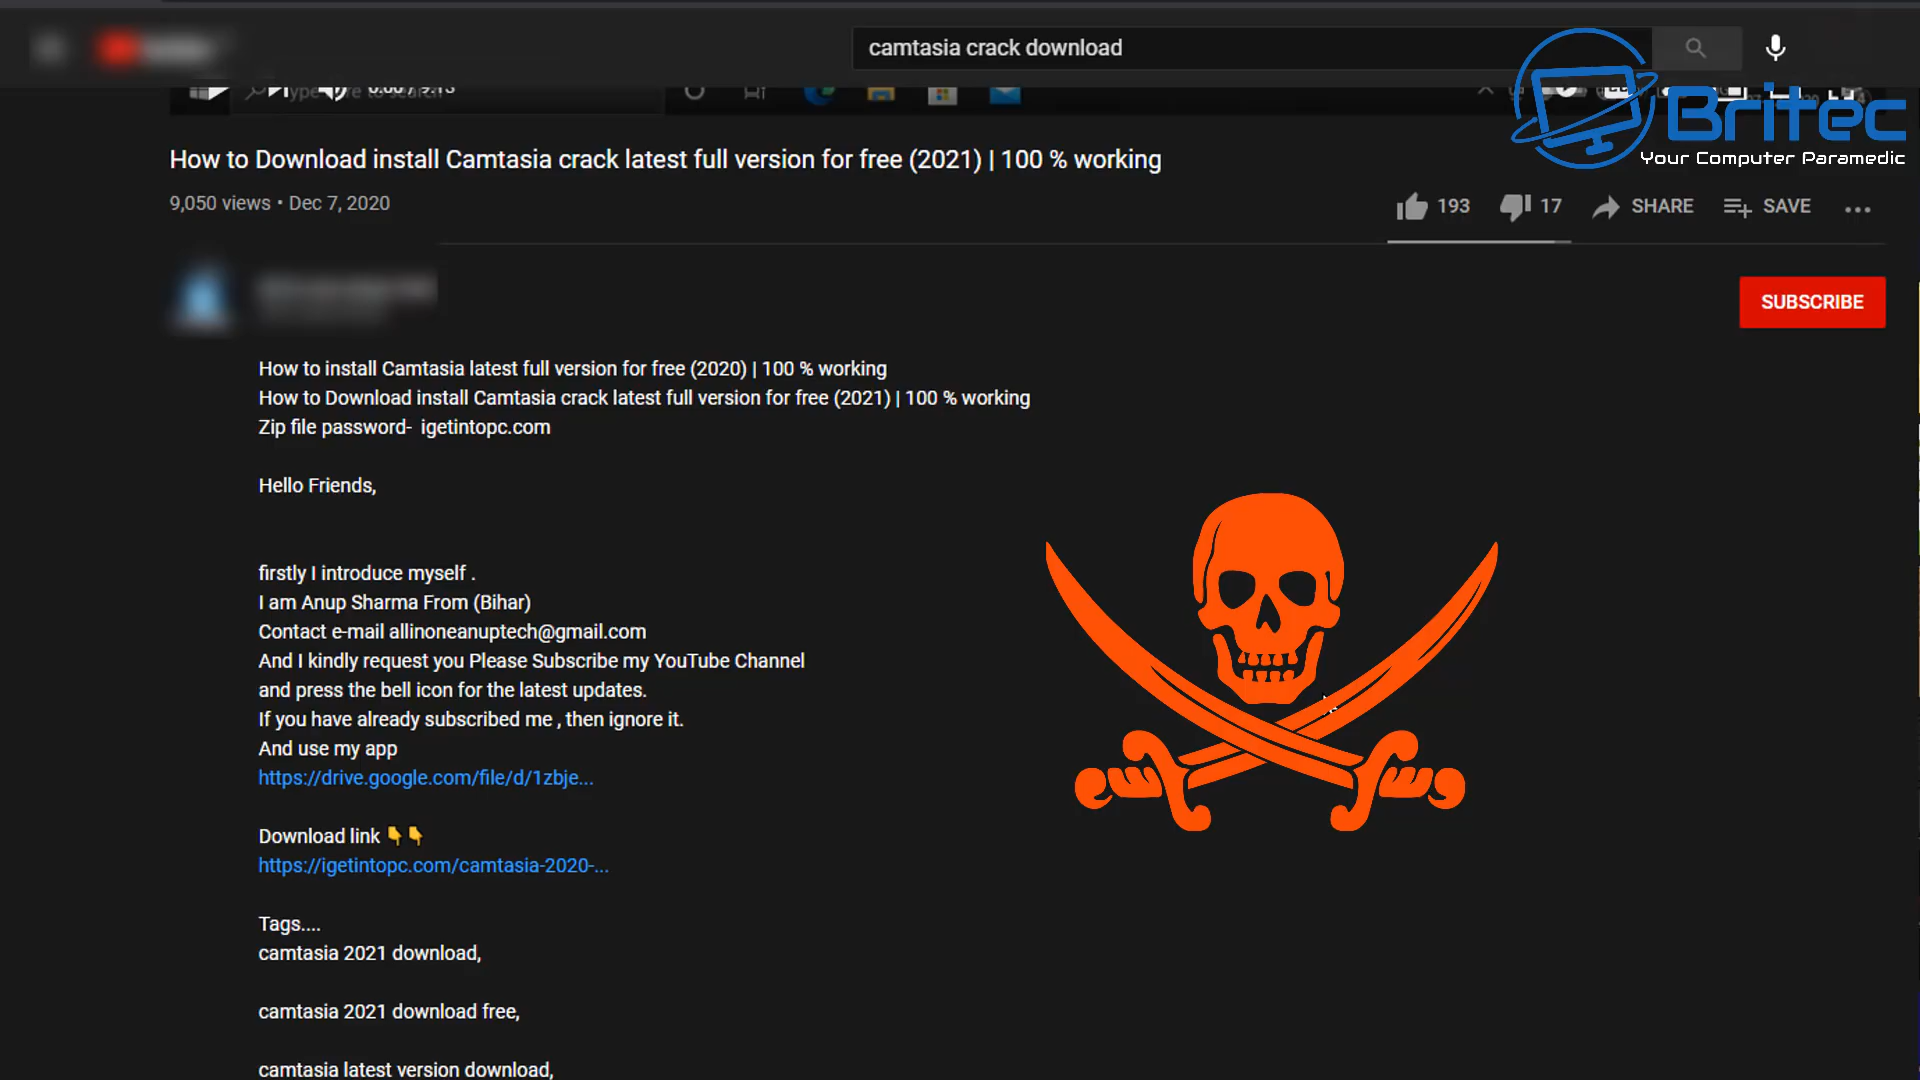 camtasia crack download
Britec
Your Computer Paramedic
How to Download install Camtasia crack latest full version for free (2021) | 100 % working
9,050 views • Dec 7, 2020
193
17
SHARE
SAVE
SUBSCRIBE
How to install Camtasia latest full version for free (2020) | 100 % working
How to Download install Camtasia crack latest full version for free (2021) | 100 % working
Zip file password-  igetintopc.com
Hello Friends,
firstly I introduce myself .
I am Anup Sharma From (Bihar)
Contact e-mail allinoneanuptech@gmail.com
And I kindly request you Please Subscribe my YouTube Channel
and press the bell icon for the latest updates.
If you have already subscribed me , then ignore it.
And use my app
https://drive.google.com/file/d/1zbje...
Download link 👇👇
https://igetintopc.com/camtasia-2020-...
Tags....
camtasia 2021 download,
camtasia 2021 download free,
camtasia latest version download,